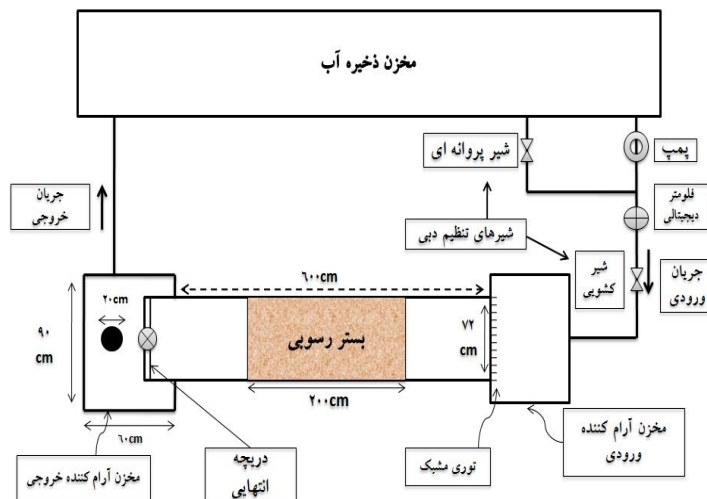 مخزن ذخیره آب
شیر پروانه ای
پمپ
جریان
خروجی
فلومتر
دیجیتالی
شیرهای تنظیم دبی
شیر
کشویی
جریان
ورودی
۶۰۰cm
۲۰cm
۹۰
cm
بستر رسوبی
۷۲
cm
۲۰۰cm
۶۰cm
مخزن آرام کننده
ورودی
مخزن آرام کننده خروجی
دریچه
انتهایی
توری مشبک